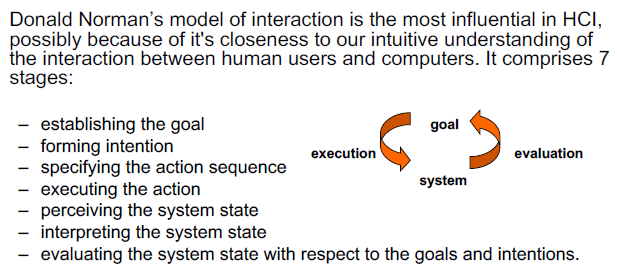 Donald Norman's model of interaction is the most influential in HCI,
possibly because of it's closeness to our intuitive understanding of
the interaction between human users and computers. It comprises 7
stages:
– establishing the goal
– forming intention
– specifying the action sequence
– executing the action
– perceiving the system state
– interpreting the system state
– evaluating the system state with respect to the goals and intentions.
goal
execution
evaluation
system